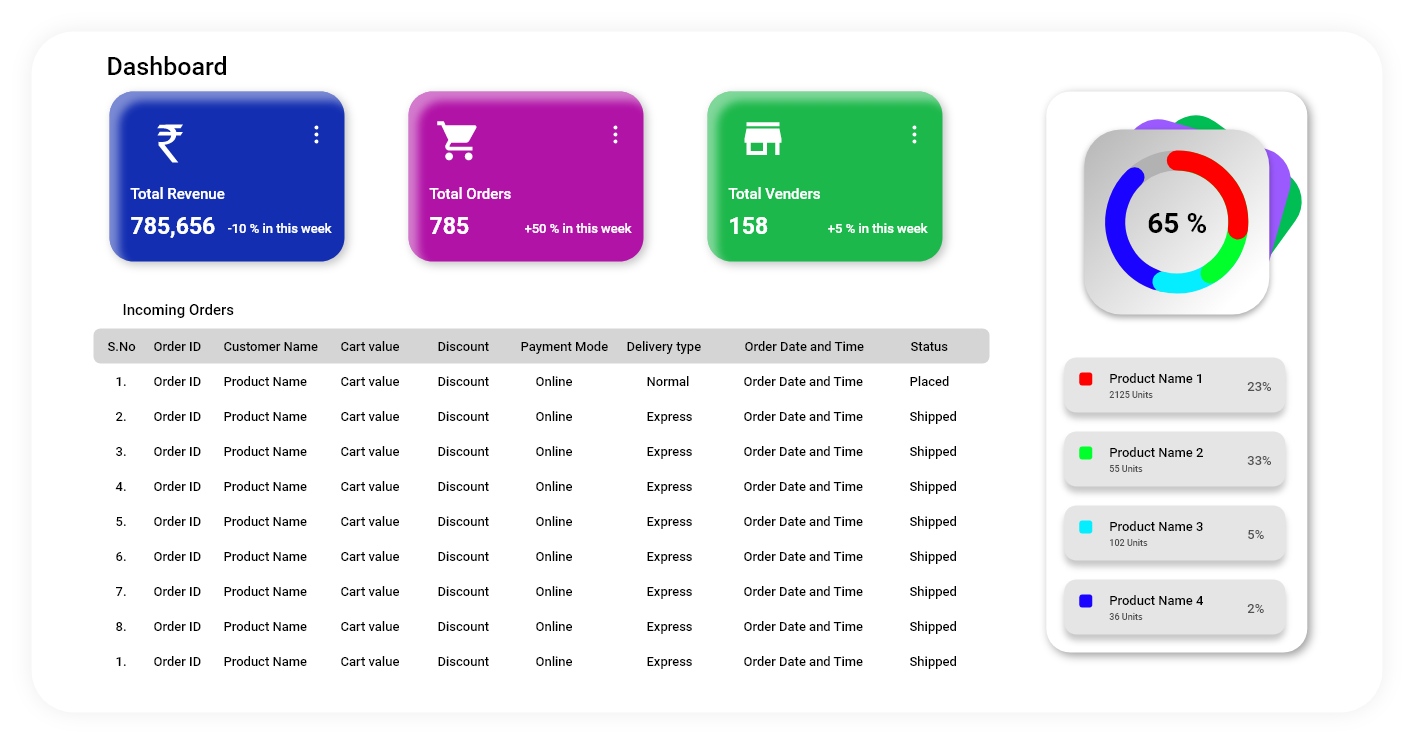 Dashboard
Total Revenue
785,656 -10 % in this week
Total Orders
785 +50 % in this week
Total Venders
158 +5 % in this week
Incoming Orders
S.No Order ID Customer Name Cart value Discount Payment Mode Delivery type Order Date and Time Status
1. Order ID Product Name Cart value Discount Online Normal Order Date and Time Placed
2. Order ID Product Name Cart value Discount Online Express Order Date and Time Shipped
3. Order ID Product Name Cart value Discount Online Express Order Date and Time Shipped
4. Order ID Product Name Cart value Discount Online Express Order Date and Time Shipped
5. Order ID Product Name Cart value Discount Online Express Order Date and Time Shipped
6. Order ID Product Name Cart value Discount Online Express Order Date and Time Shipped
7. Order ID Product Name Cart value Discount Online Express Order Date and Time Shipped
8. Order ID Product Name Cart value Discount Online Express Order Date and Time Shipped
1. Order ID Product Name Cart value Discount Online Express Order Date and Time Shipped
65 %
Product Name 1 23%
2125 Units
Product Name 2 33%
55 Units
Product Name 3 5%
102 Units
Product Name 4 2%
36 Units